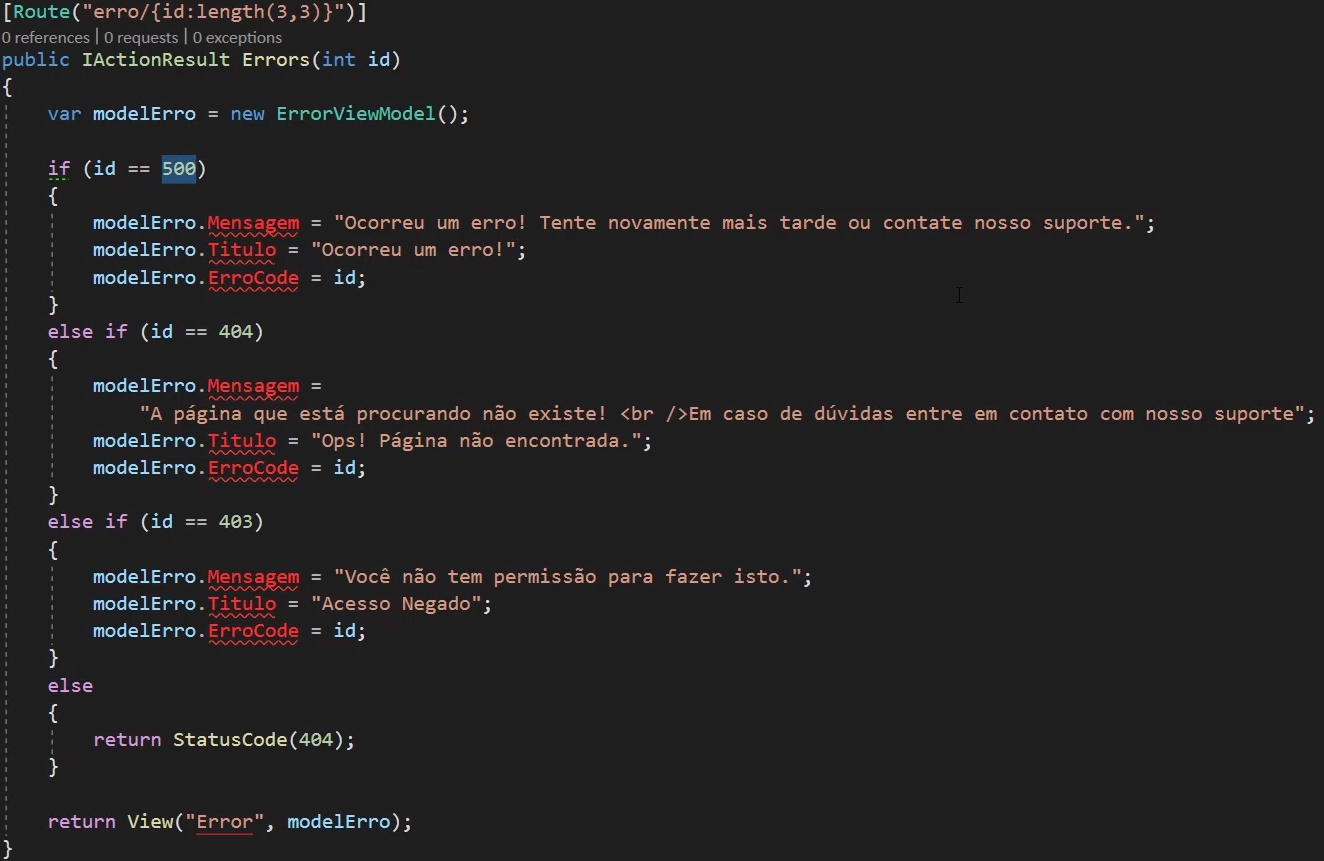 [Route("erro/{id:length(3,3)}")]
0 references | 0 requests | 0 exceptions
public IActionResult Errors(int id)
{
var modelErro = new ErrorViewModel();
if (id == 500)
{
modelErro.Mensagem = "Ocorreu um erro! Tente novamente mais tarde ou contate nosso suporte.";
modelErro.Titulo = "Ocorreu um erro!";
modelErro.ErroCode = id;
}
else if (id == 404)
{
modelErro.Mensagem =
"A página que está procurando não existe! <br />Em caso de dúvidas entre em contato com nosso suporte";
modelErro.Titulo = "Ops! Página não encontrada.";
modelErro.ErroCode = id;
}
else if (id == 403)
{
modelErro.Mensagem = "Você não tem permissão para fazer isto.";
modelErro.Titulo = "Acesso Negado";
modelErro.ErroCode = id;
}
else
{
return StatusCode(404);
}
return View("Error", modelErro);
}